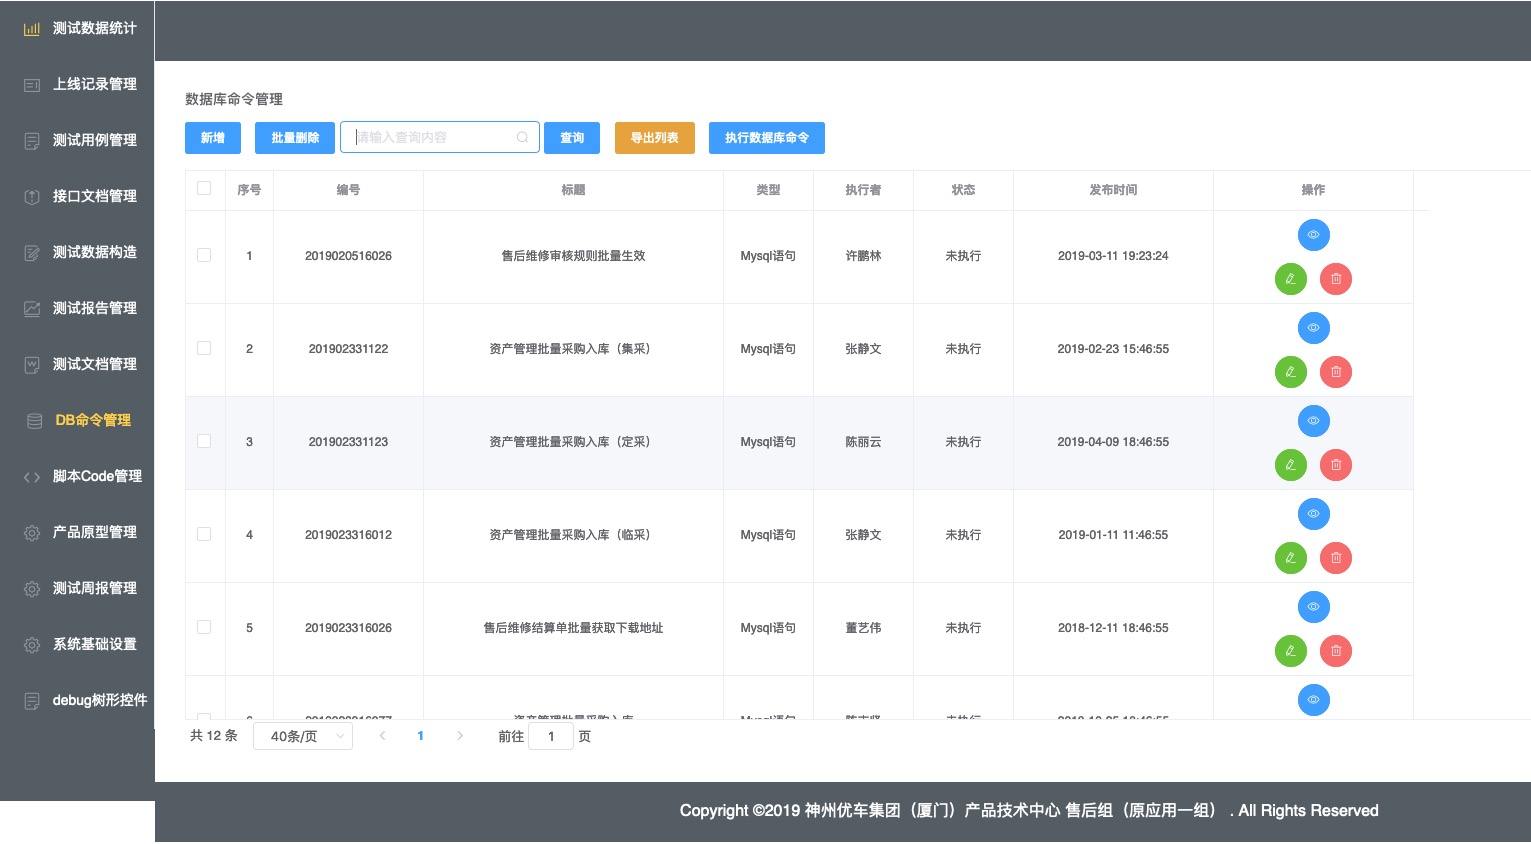 测试数据统计
上线记录管理
测试用例管理
接口文档管理
测试数据构造
测试报告管理
测试文档管理
DB命令管理
脚本Code管理
产品原型管理
测试周报管理
系统基础设置
debug树形控件
数据库命令管理
新增 批量删除 请输入查询内容 查询 导出列表 执行数据库命令
序号 编号 标题 类型 执行者 状态 发布时间 操作
1 2019020516026 售后维修审核规则批量生效 Mysql语句 许鹏林 未执行 2019-03-11 19:23:24
2 201902331122 资产管理批量采购入库（集采） Mysql语句 张静文 未执行 2019-02-23 15:46:55
3 201902331123 资产管理批量采购入库（定采） Mysql语句 陈丽云 未执行 2019-04-09 18:46:55
4 2019023316012 资产管理批量采购入库（临采） Mysql语句 张静文 未执行 2019-01-11 11:46:55
5 2019023316026 售后维修结算单批量获取下载地址 Mysql语句 董艺伟 未执行 2018-12-11 18:46:55
共 12 条 40条/页 1 前往 1 页
Copyright ©2019 神州优车集团（厦门）产品技术中心 售后组（原应用一组） . All Rights Reserved